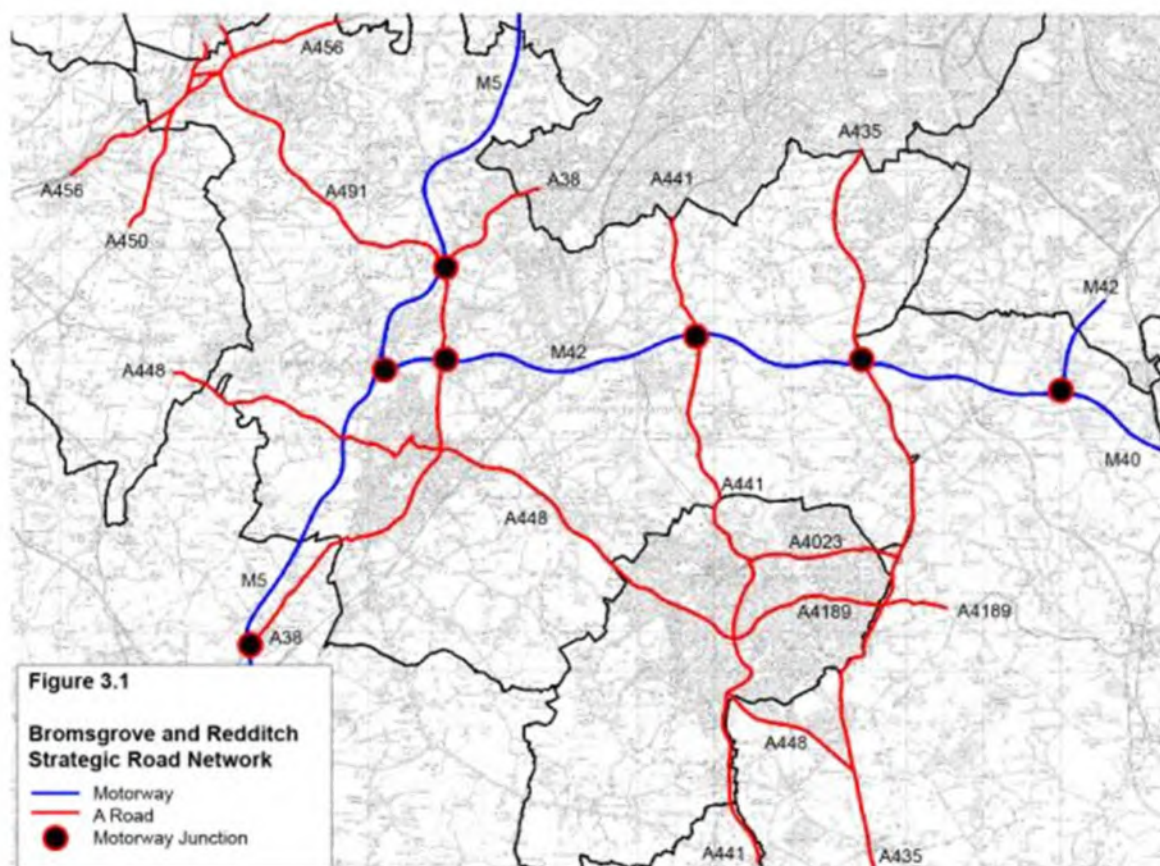 A456
M5
A435
A456
A491
A38
A441
A450
M42
A448
M42
M40
A441
A448
A4023
M5
A4189
A4189
A38
Figure 3.1
Bromsgrove and Redditch
Strategic Road Network
A448
Motorway
A Road
Motorway Junction
A441
A435